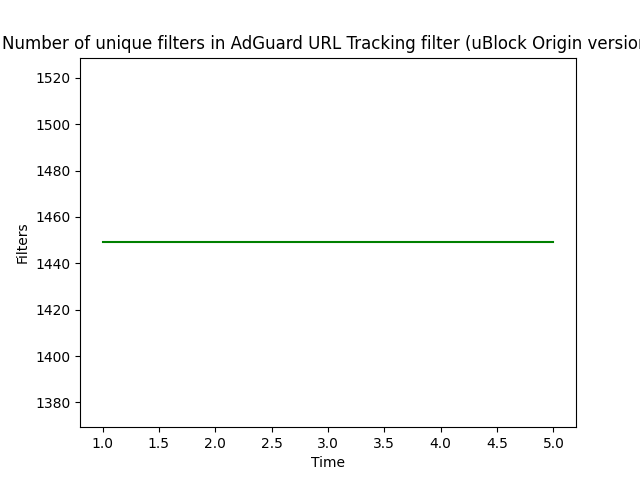 Number of unique filters in AdGuard URL Tracking filter (uBlock Origin version
1520
1500
1480
1460
1440
1420
1400
1380
Filters
1.0 1.5 2.0 2.5 3.0 3.5 4.0 4.5 5.0
Time